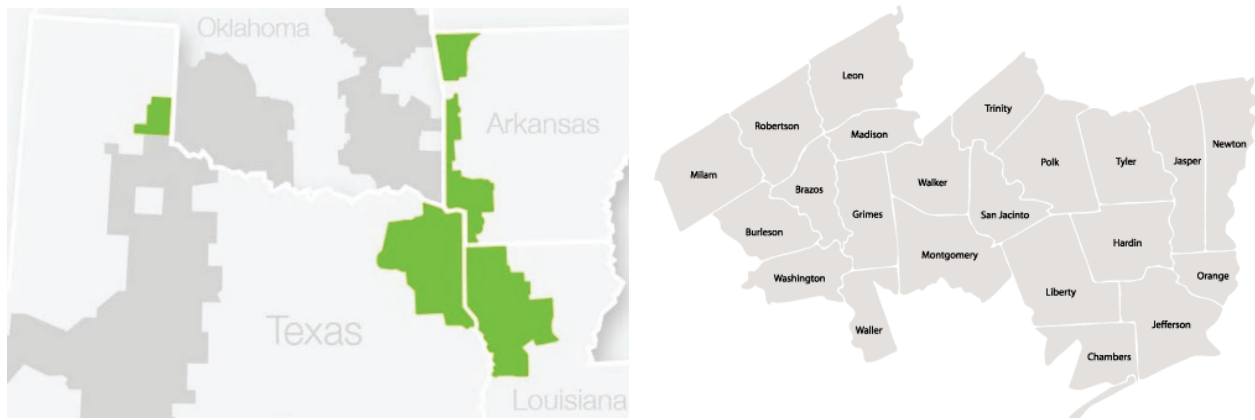 Oklahoma
Arkansas
Texas
Louisiana
Leon
Trinity
Robertson
Madison
Newton
Polk
Tyler
Jasper
Milam
Brazos
Walker
Grimes
San Jacinto
Burleson
Hardin
Montgomery
Washington
Orange
Liberty
Jefferson
Waller
Chambers